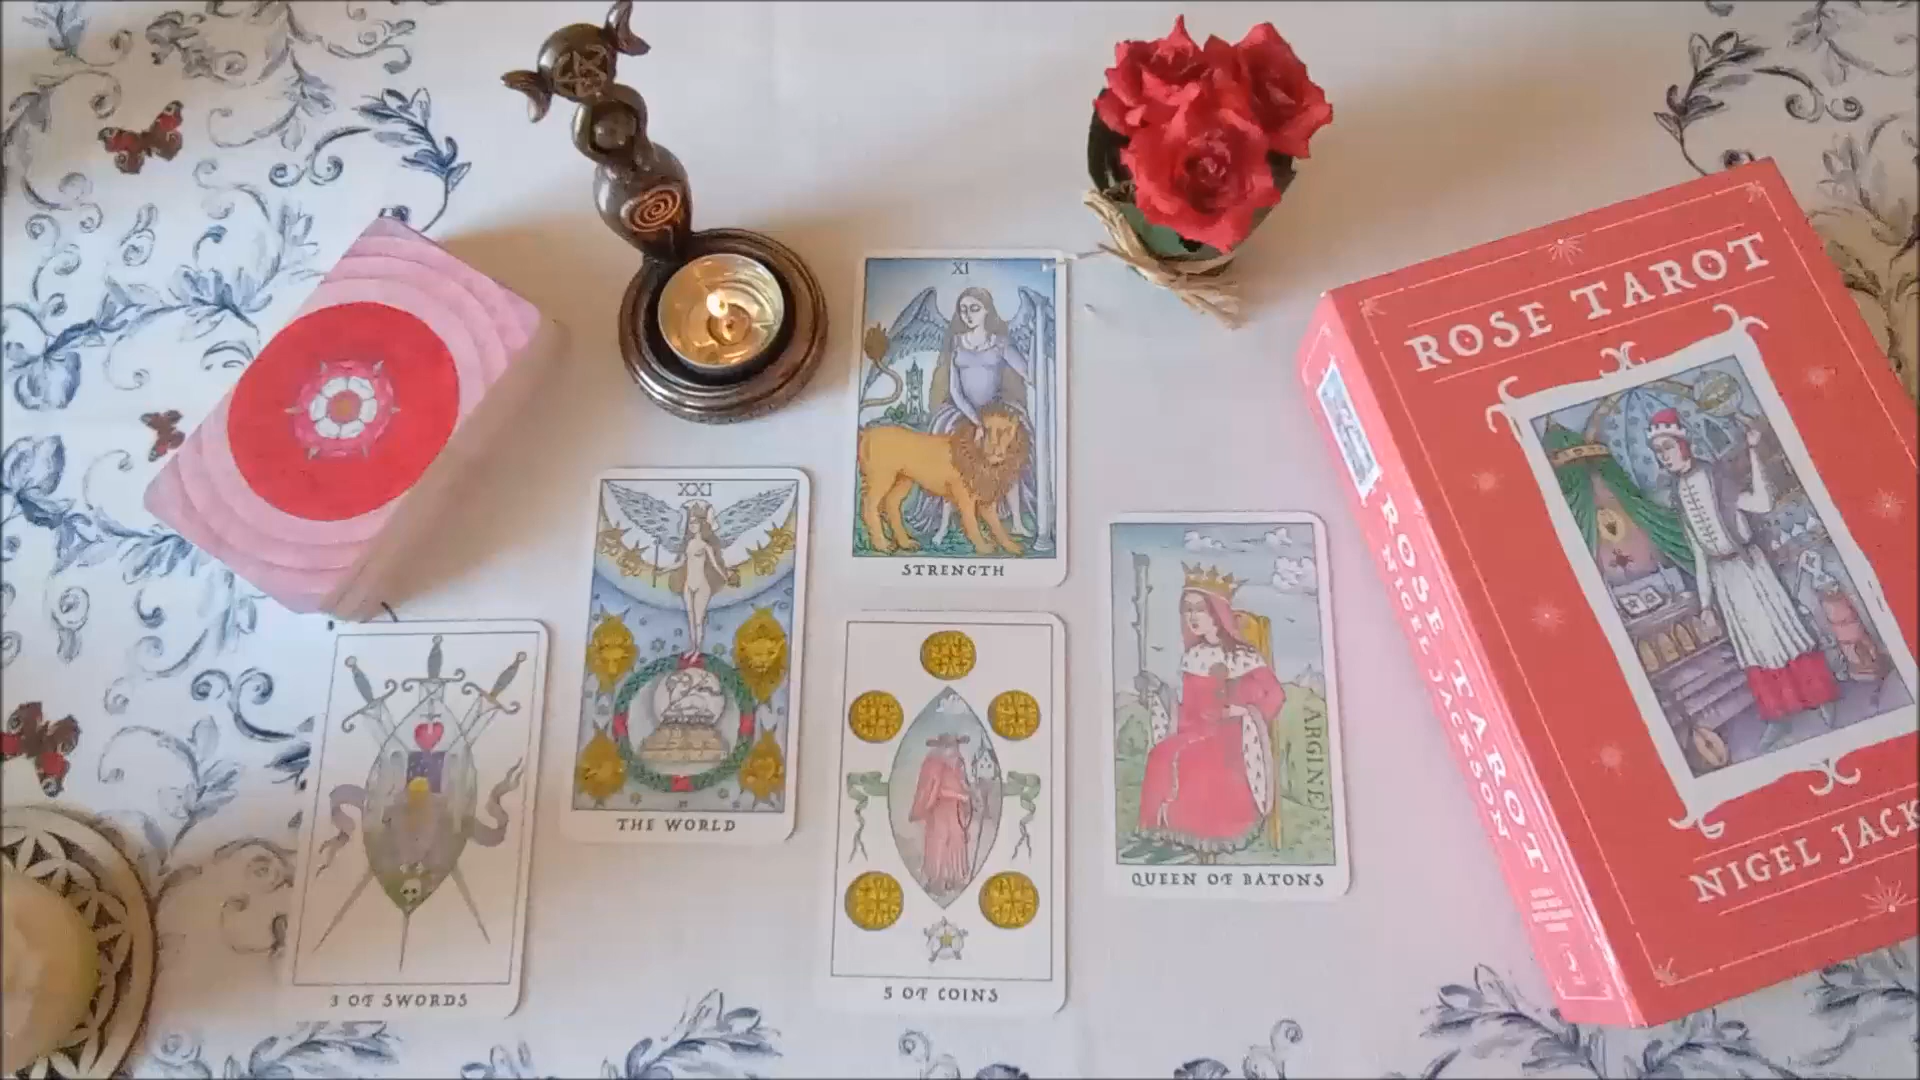 XI
STRENGTH
XXI
THE WORLD
3 OF SWORDS
5 OF COINS
ARGINE
QUEEN OF BATONS
ROSE TAROT
NIGEL JACK
ROSE TAROT
NIGEL JACKSON